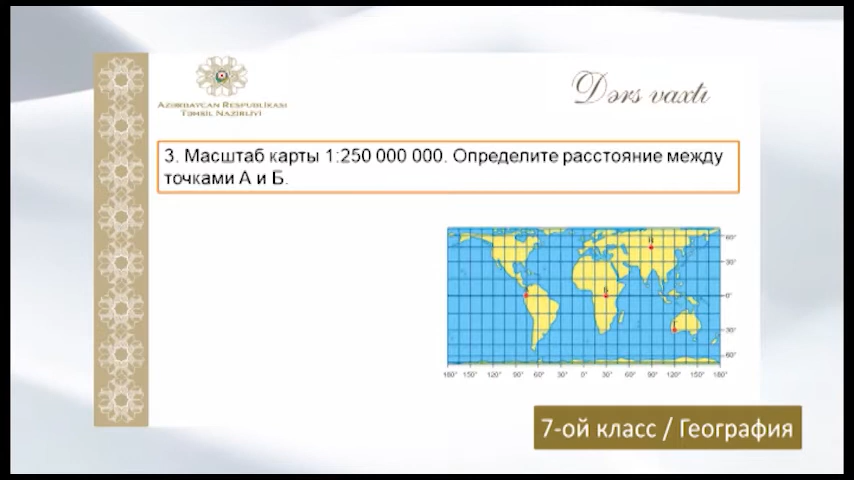 AZƏRBAYCAN RESPUBLİKASI
TƏHSİL NAZİRLİYİ
Dərs vaxtı
3. Масштаб карты 1:250 000 000. Определите расстояние между
точками А и Б.
60°
30°
0°
30°
60°
Б
Г
180° 150° 120° 90° 60° 30° 0° 30° 60° 90° 120° 150° 180°
7-ой класс / География